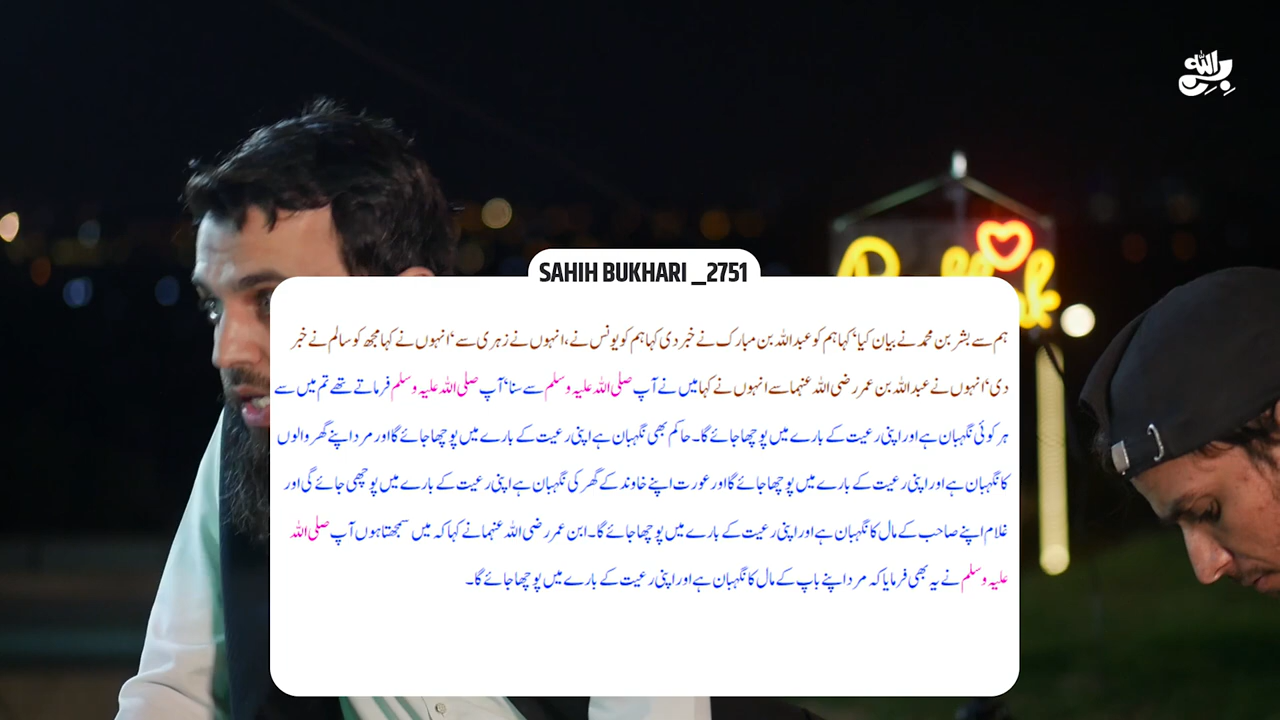 بسم اللہ
SAHIH BUKHARI _2751
ہم سے بشر بن محمد نے بیان کیا‘ کہا ہم کو عبداللہ بن مبارک نے خبر دی کہا ہم کو یونس نے، انہوں نے زہری سے ‘ انہوں نے کہا مجھ کو سالم نے خبر
دی‘ انہوں نے عبداللہ بن عمر رضی اللہ عنہما سے انہوں نے کہا میں نے آپ صلی اللہ علیہ وسلم سے سنا‘ آپ صلی اللہ علیہ وسلم فرماتے تھے تم میں سے
ہر کوئی نگہبان ہے اور اپنی رعیت کے بارے میں پوچھا جائے گا۔ حاکم بھی نگہبان ہے اپنی رعیت کے بارے میں پوچھا جائے گا اور مرد اپنے گھر والوں
کا نگہبان ہے اور اپنی رعیت کے بارے میں پوچھا جائے گا اور عورت اپنے خاوند کے گھر کی نگہبان ہے اپنی رعیت کے بارے میں پوچھی جائے گی اور
غلام اپنے صاحب کے مال کا نگہبان ہے اور اپنی رعیت کے بارے میں پوچھا جائے گا۔ ابن عمر رضی اللہ عنہما نے کہا کہ میں سمجھتا ہوں آپ صلی اللہ
علیہ وسلم نے یہ بھی فرمایا کہ مرد اپنے باپ کے مال کا نگہبان ہے اور اپنی رعیت کے بارے میں پوچھا جائے گا۔